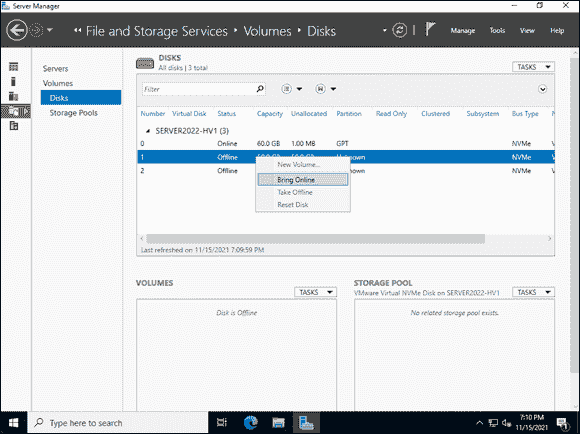 Server Manager
File and Storage Services • Volumes • Disks
Manage Tools View Help
Servers
Volumes
Disks
Storage Pools
DISKS
All disks | 3 total
TASKS
Filter
Number Virtual Disk Status Capacity Unallocated Partition Read Only Clustered Subsystem Bus Type
SERVER2022-HV1 (3)
0 Online 60.0 GB 1.00 MB GPT NVMe
1 Offline NVMe
2 Offline NVMe
New Volume...
Bring Online
Take Offline
Reset Disk
Last refreshed on 11/15/2021 7:09:59 PM
VOLUMES
TASKS
Disk is Offline
STORAGE POOL
VMware Virtual NVMe Disk on SERVER2022-HV1
TASKS
No related storage pool exists.
Type here to search
7:10 PM
11/15/2021